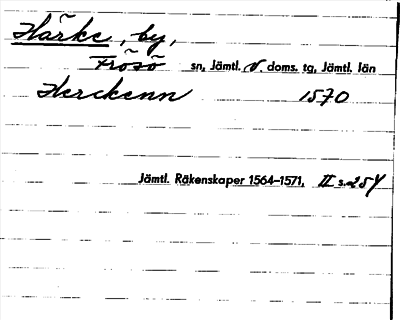 Härke, by,
Frösö sn, Jämtl. v. doms. tg, Jämtl. län
Herckenn 1570
Jämtl. Räkenskaper 1564–1571, II s. 254